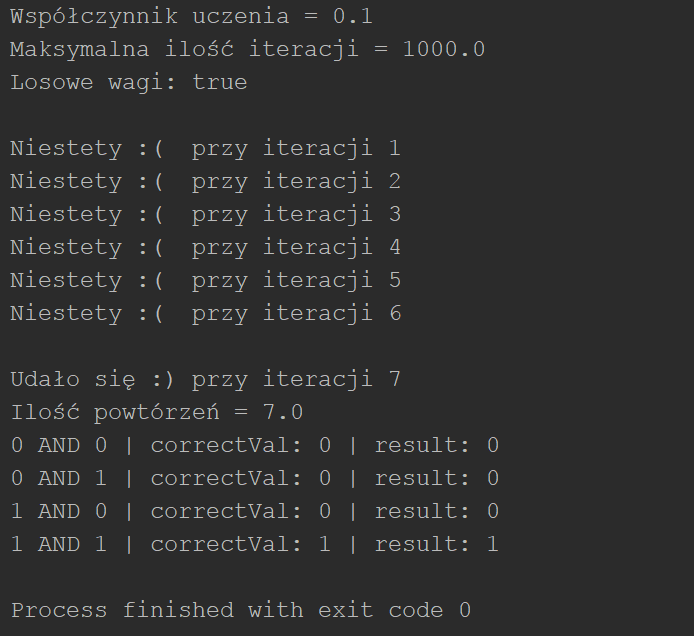 Współczynnik uczenia = 0.1
Maksymalna ilość iteracji = 1000.0
Losowe wagi: true
Niestety :(  przy iteracji 1
Niestety :(  przy iteracji 2
Niestety :(  przy iteracji 3
Niestety :(  przy iteracji 4
Niestety :(  przy iteracji 5
Niestety :(  przy iteracji 6
Udało się :) przy iteracji 7
Ilość powtórzeń = 7.0
0 AND 0 | correctVal: 0 | result: 0
0 AND 1 | correctVal: 0 | result: 0
1 AND 0 | correctVal: 0 | result: 0
1 AND 1 | correctVal: 1 | result: 1
Process finished with exit code 0